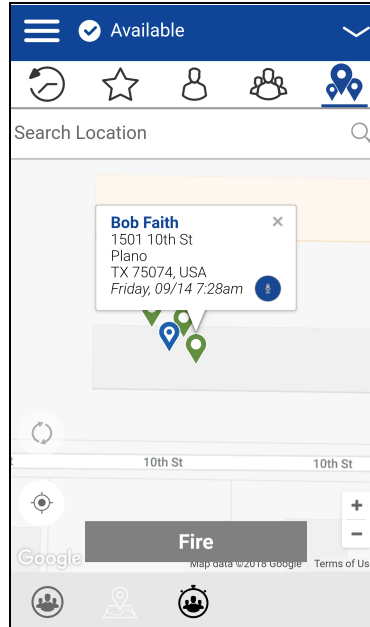 Available
Search Location
Bob Faith
1501 10th St
Plano
TX 75074, USA
Friday, 09/14 7:28am
10th St
10th St
Fire
Google
Map data ©2018 Google
Terms of Us